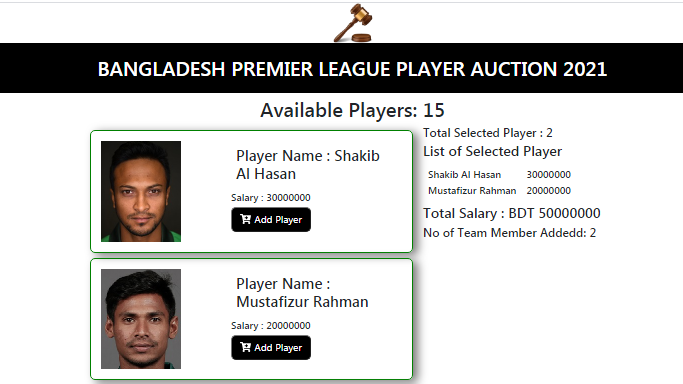 BANGLADESH PREMIER LEAGUE PLAYER AUCTION 2021
Available Players: 15
Player Name : Shakib
Al Hasan
Salary : 30000000
Add Player
Player Name :
Mustafizur Rahman
Salary : 20000000
Add Player
Total Selected Player : 2
List of Selected Player
Shakib Al Hasan 30000000
Mustafizur Rahman 20000000
Total Salary : BDT 50000000
No of Team Member Addedd: 2